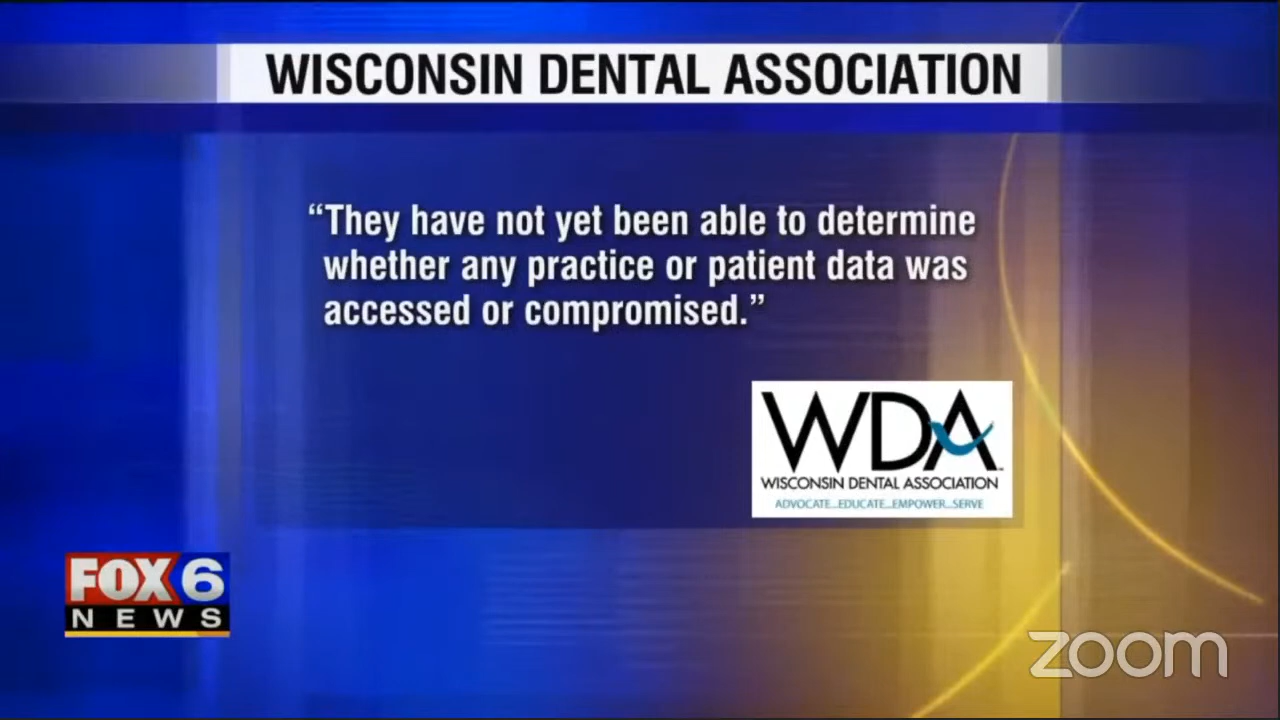 WISCONSIN DENTAL ASSOCIATION
“They have not yet been able to determine
whether any practice or patient data was
accessed or compromised.”
WDA
WISCONSIN DENTAL ASSOCIATION
ADVOCATE...EDUCATE...EMPOWER...SERVE
FOX 6
NEWS
zoom